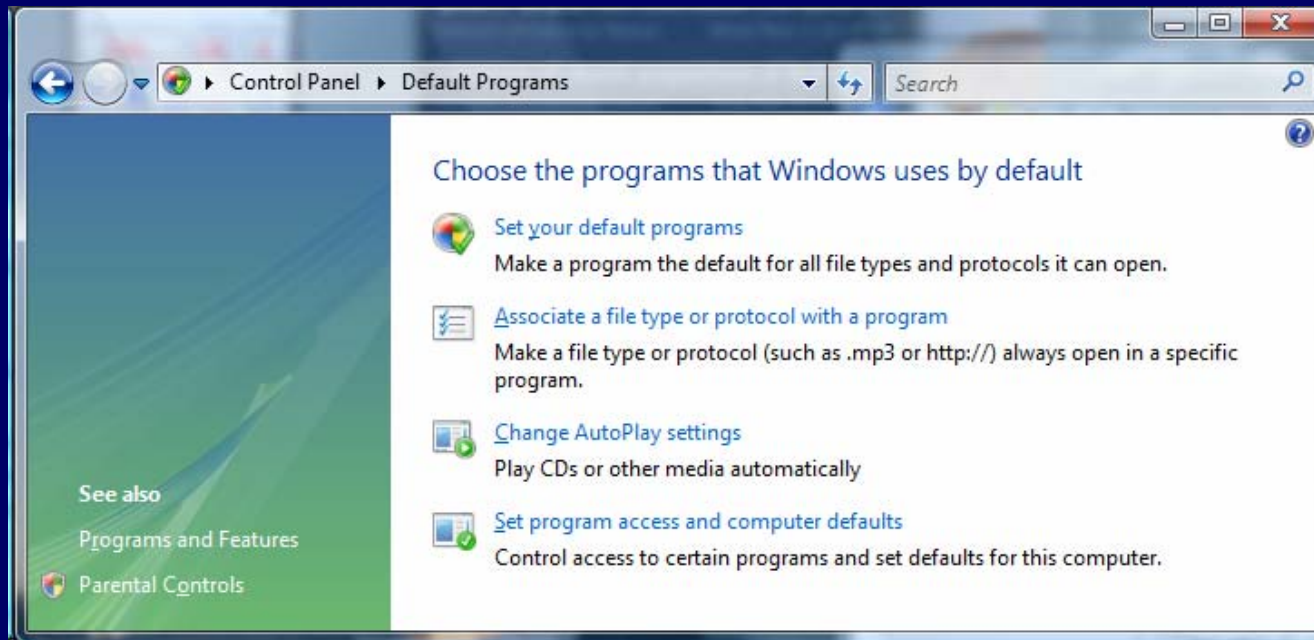 Control Panel Default Programs
Search
Choose the programs that Windows uses by default
Set your default programs
Make a program the default for all file types and protocols it can open.
Associate a file type or protocol with a program
Make a file type or protocol (such as .mp3 or http://) always open in a specific
program.
Change AutoPlay settings
Play CDs or other media automatically
Set program access and computer defaults
Control access to certain programs and set defaults for this computer.
See also
Programs and Features
Parental Controls